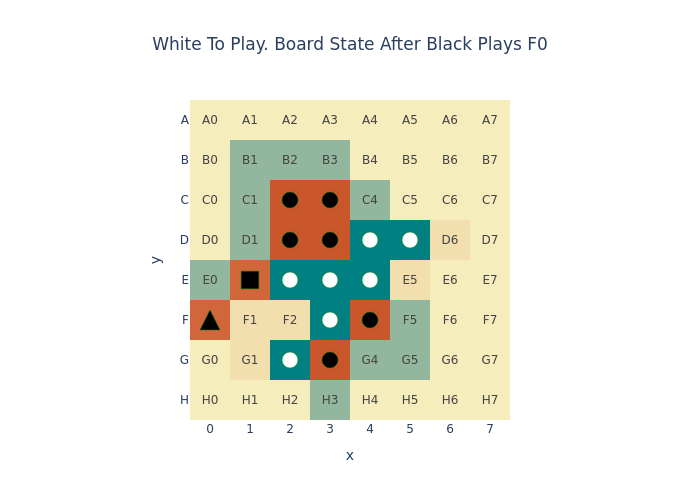 White To Play. Board State After Black Plays F0
A A0 A1 A2 A3 A4 A5 A6 A7
B B0 B1 B2 B3 B4 B5 B6 B7
C C0 C1 C4 C5 C6 C7
D D0 D1 D6 D7
E E0 E5 E6 E7
F F1 F2 F5 F6 F7
G G0 G1 G4 G5 G6 G7
H H0 H1 H2 H3 H4 H5 H6 H7
0 1 2 3 4 5 6 7
x
y